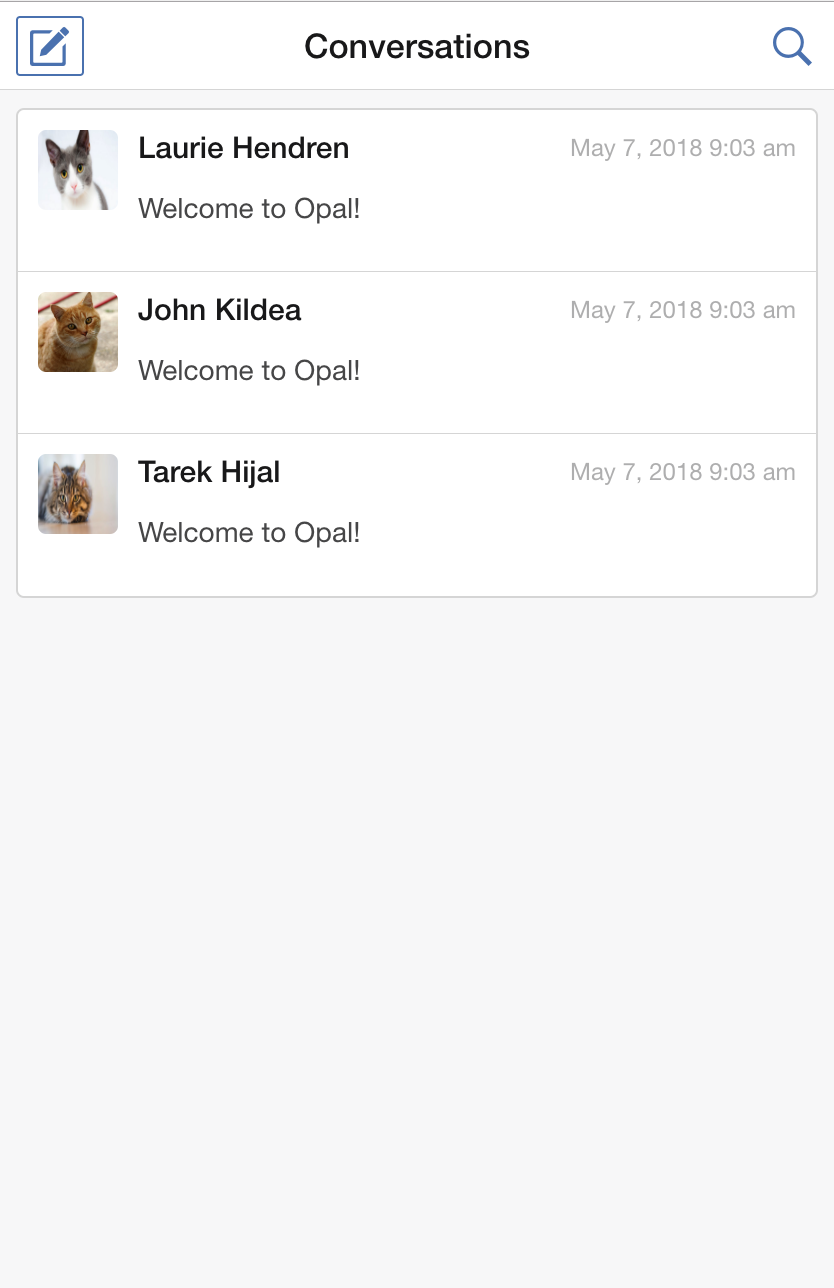 Conversations
Laurie Hendren May 7, 2018 9:03 am
Welcome to Opal!
John Kildea May 7, 2018 9:03 am
Welcome to Opal!
Tarek Hijal May 7, 2018 9:03 am
Welcome to Opal!